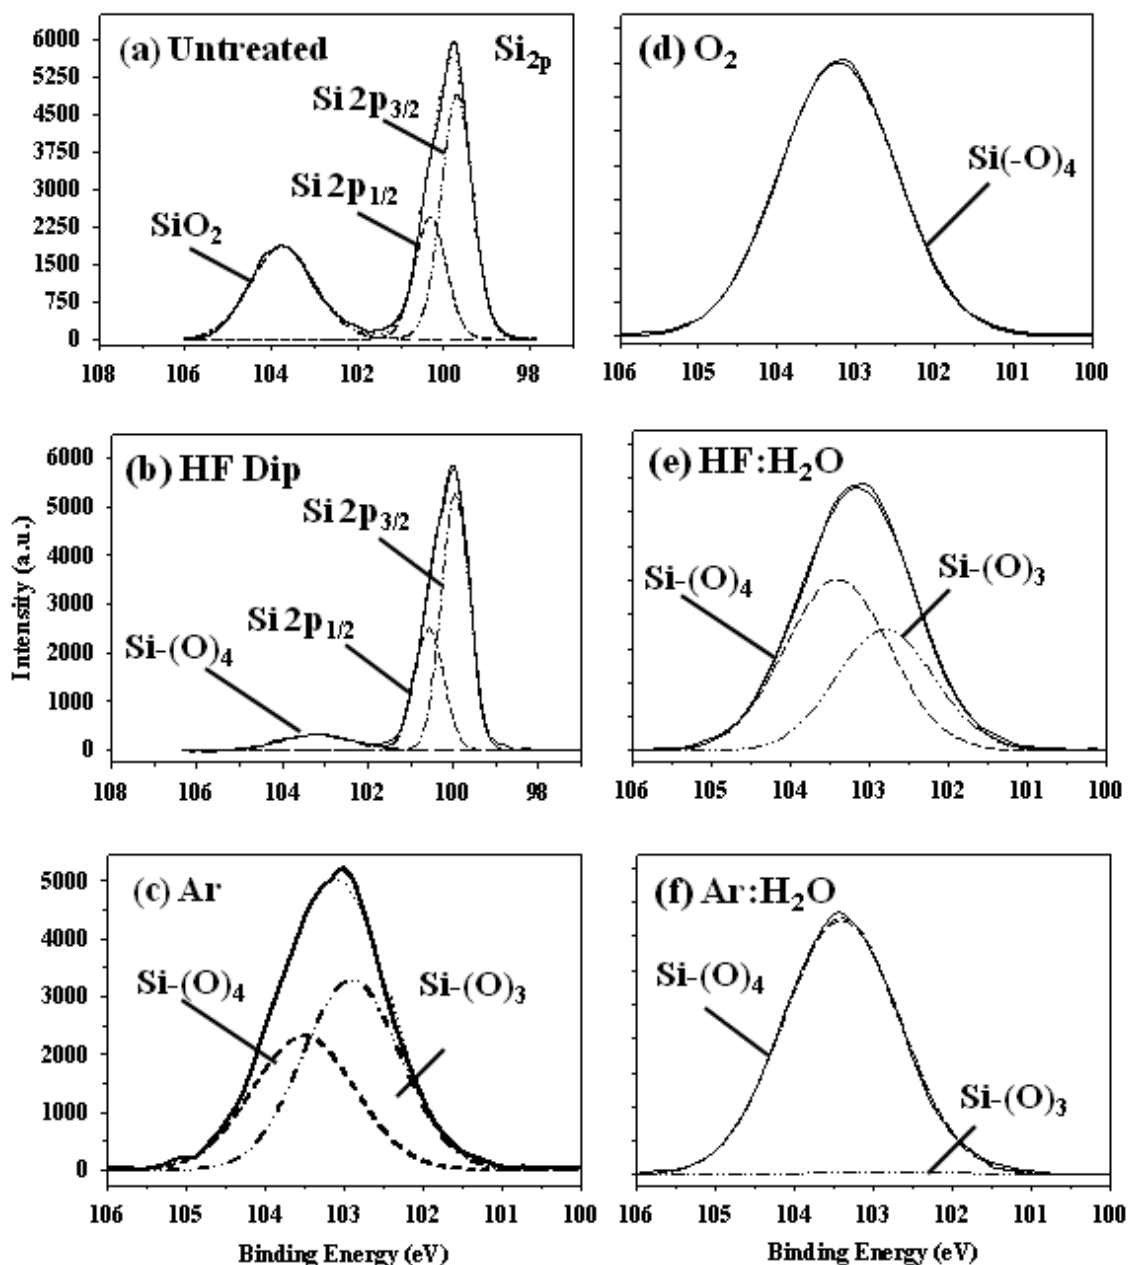 (a) Untreated
Si₂p
6000
5250
4500
3750
3000
2250
1500
750
0
Si 2p₃/₂
Si 2p₁/₂
SiO₂
108 106 104 102 100 98
(d) O₂
Si(-O)₄
106 105 104 103 102 101 100
(b) HF Dip
6000
5000
4000
3000
2000
1000
0
Si 2p₃/₂
Si 2p₁/₂
Si-(O)₄
Intensity (a.u.)
108 106 104 102 100 98
(e) HF:H₂O
Si-(O)₄
Si-(O)₃
106 105 104 103 102 101 100
(c) Ar
5000
4000
3000
2000
1000
0
Si-(O)₄
Si-(O)₃
106 105 104 103 102 101 100
Binding Energy (eV)
(f) Ar:H₂O
Si-(O)₄
Si-(O)₃
106 105 104 103 102 101 100
Binding Energy (eV)